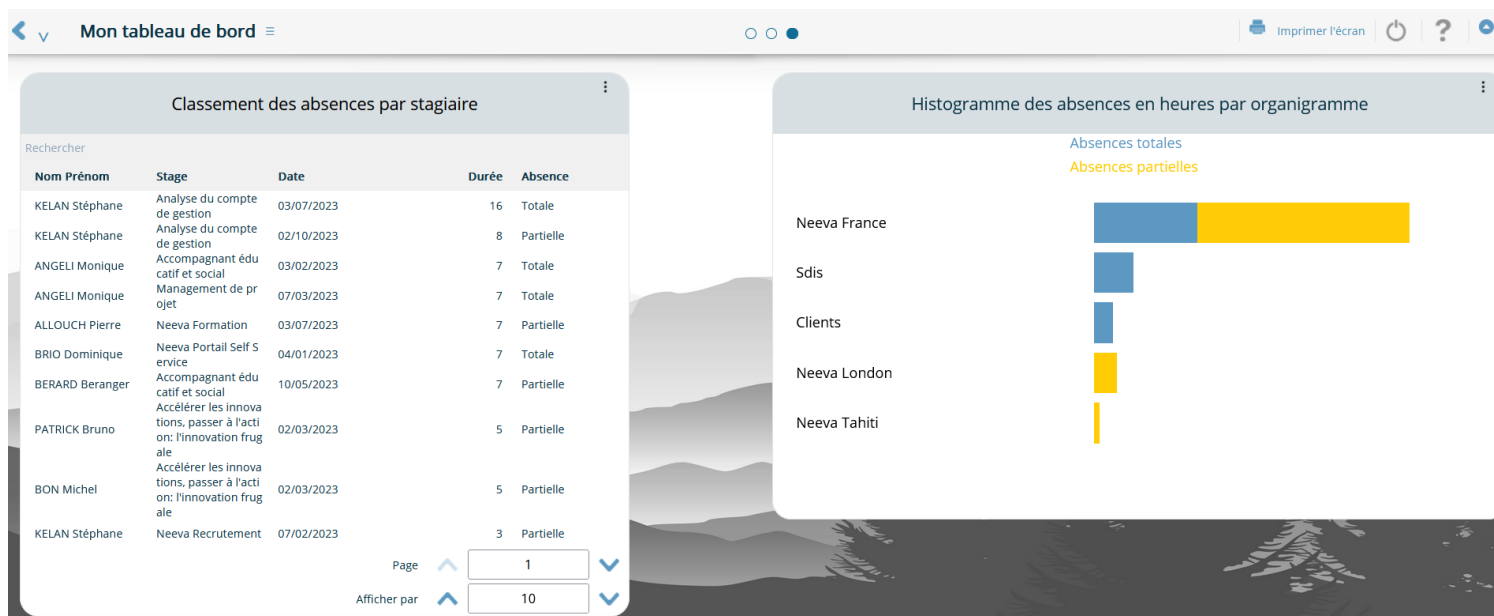 Mon tableau de bord
Imprimer l'écran
?
Classement des absences par stagiaire
Rechercher
Nom Prénom Stage Date Durée Absence
KELAN Stéphane Analyse du compte 03/07/2023 16 Totale
de gestion
KELAN Stéphane Analyse du compte 02/10/2023 8 Partielle
de gestion
ANGELI Monique Accompagnant édu 03/02/2023 7 Totale
catif et social
ANGELI Monique Management de pr 07/03/2023 7 Totale
ojet
ALLOUCH Pierre Neeva Formation 03/07/2023 7 Partielle
BRIO Dominique Neeva Portail Self S 04/01/2023 7 Totale
ervice
BERARD Beranger Accompagnant édu 10/05/2023 7 Partielle
catif et social
PATRICK Bruno Accélérer les innova 02/03/2023 5 Partielle
tions, passer à l'acti
on: l'innovation frug
ale
BON Michel Accélérer les innova 02/03/2023 5 Partielle
tions, passer à l'acti
on: l'innovation frug
ale
KELAN Stéphane Neeva Recrutement 07/02/2023 3 Partielle
Page 1
Afficher par 10
Histogramme des absences en heures par organigramme
Absences totales
Absences partielles
Neeva France
Sdis
Clients
Neeva London
Neeva Tahiti